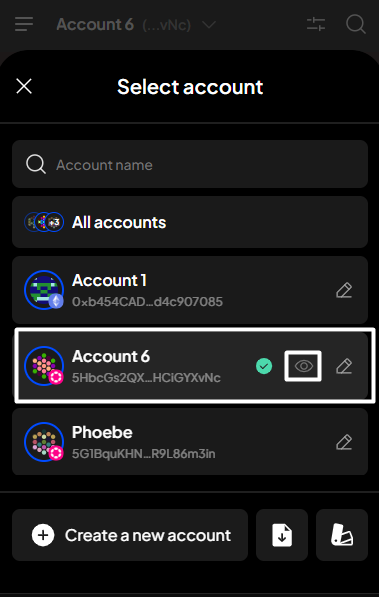 Account 6 (...vNc)
Select account
Account name
+3 All accounts
Account 1
0xb454CAD...d4c907085
Account 6
5HbcGs2QX...HCiGYXvNc
Phoebe
5G1BquKHN...R9L86m3in
Create a new account